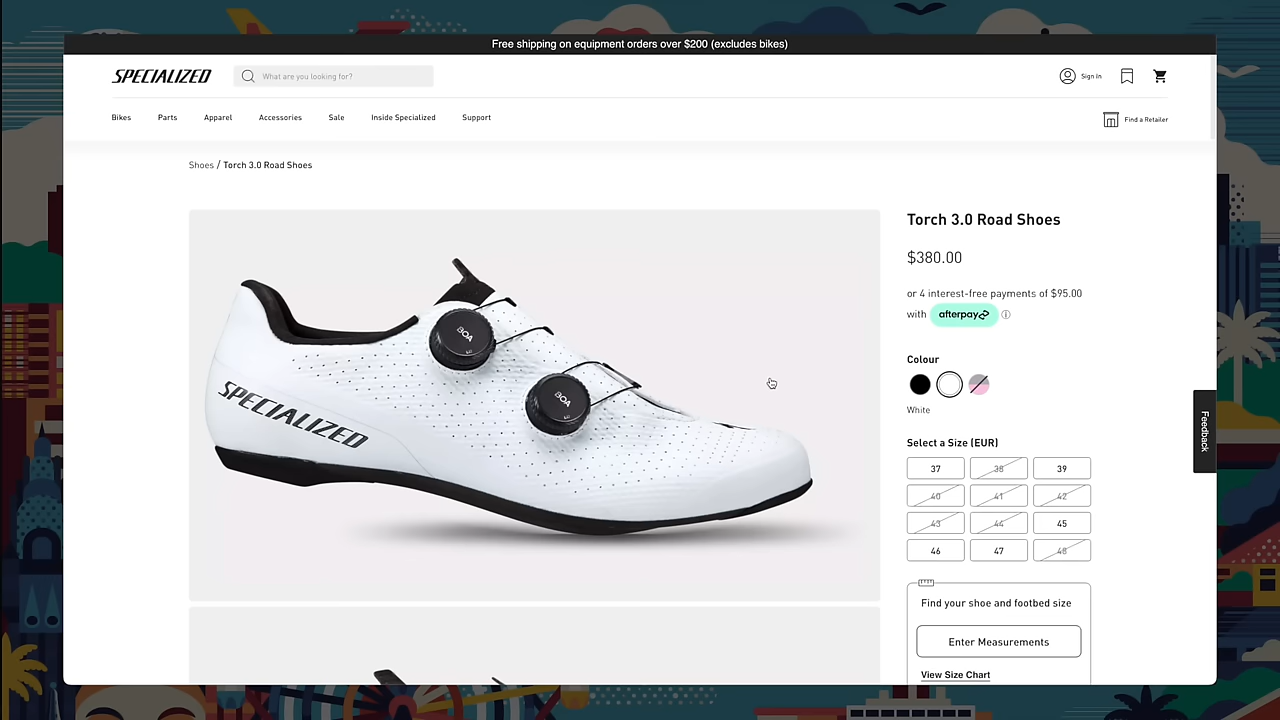 Free shipping on equipment orders over $200 (excludes bikes)
SPECIALIZED
What are you looking for?
Sign In
Bikes
Parts
Apparel
Accessories
Sale
Inside Specialized
Support
Find a Retailer
Shoes / Torch 3.0 Road Shoes
Torch 3.0 Road Shoes
$380.00
or 4 interest-free payments of $95.00
with afterpay
Colour
White
Select a Size (EUR)
37 38 39
40 41 42
43 44 45
46 47 48
Find your shoe and footbed size
Enter Measurements
View Size Chart
Feedback
BOA
BOA
SPECIALIZED